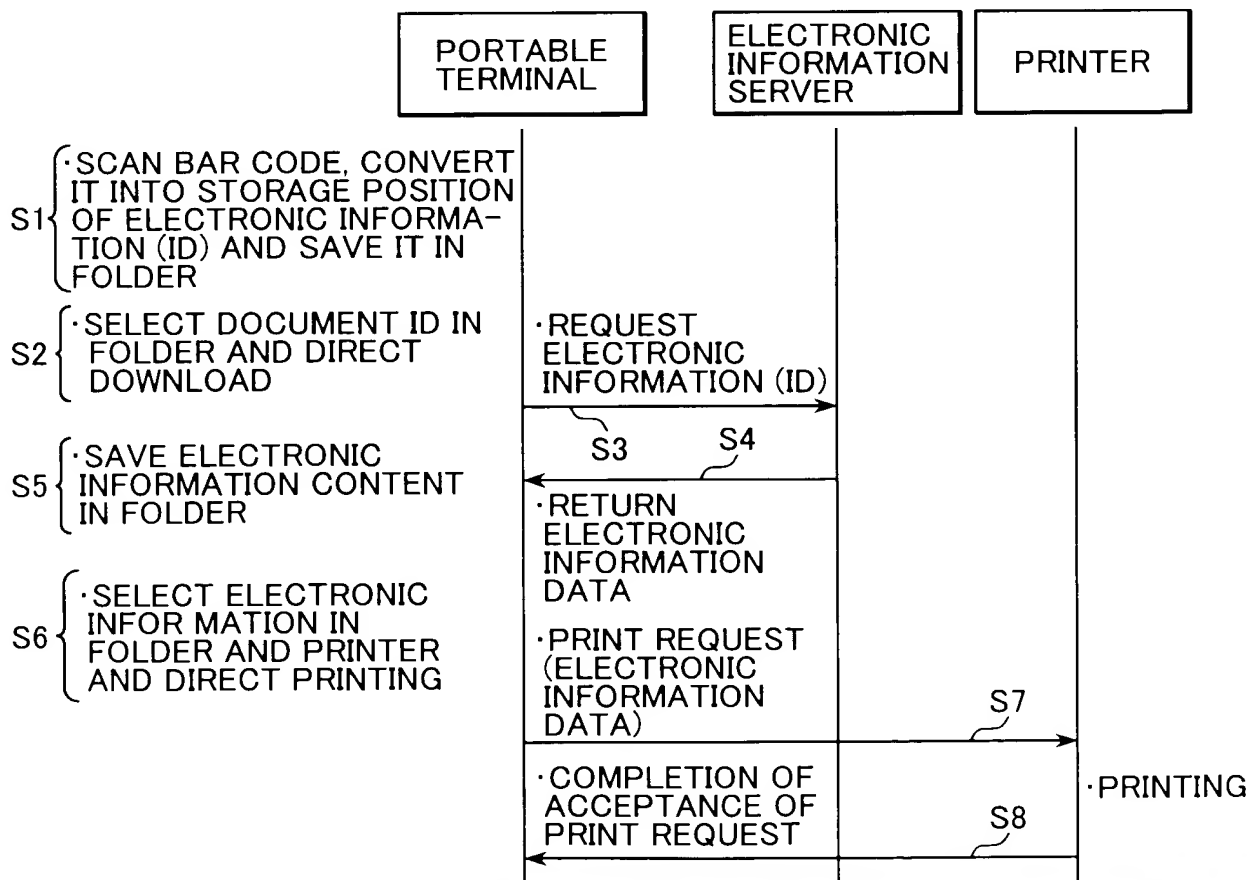 PORTABLE
TERMINAL
ELECTRONIC
INFORMATION
SERVER
PRINTER
S1
·SCAN BAR CODE, CONVERT
IT INTO STORAGE POSITION
OF ELECTRONIC INFORMA-
TION (ID) AND SAVE IT IN
FOLDER
S2
·SELECT DOCUMENT ID IN
FOLDER AND DIRECT
DOWNLOAD
·REQUEST
ELECTRONIC
INFORMATION (ID)
S3
S4
S5
·SAVE ELECTRONIC
INFORMATION CONTENT
IN FOLDER
·RETURN
ELECTRONIC
INFORMATION
DATA
S6
·SELECT ELECTRONIC
INFOR MATION IN
FOLDER AND PRINTER
AND DIRECT PRINTING
·PRINT REQUEST
(ELECTRONIC
INFORMATION
DATA)
S7
·COMPLETION OF
ACCEPTANCE OF
PRINT REQUEST
·PRINTING
S8